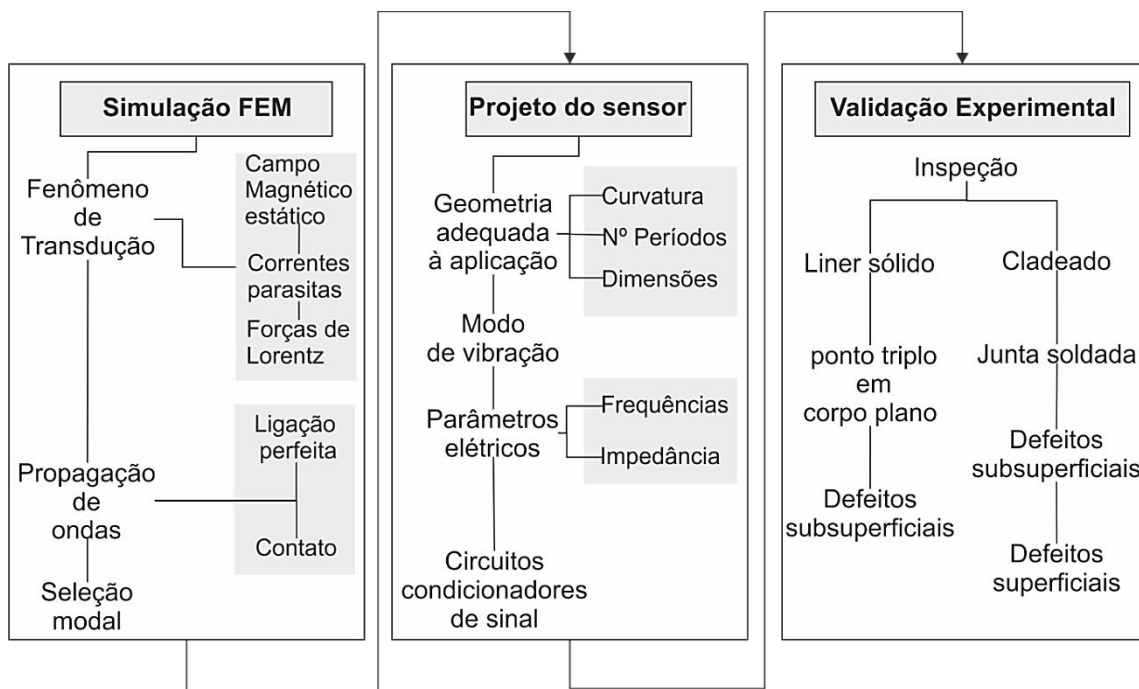 Simulação FEM
Fenômeno
de
Transdução
Campo
Magnético
estático
Correntes
parasitas
Forças de
Lorentz
Propagação
de
ondas
Ligação
perfeita
Contato
Seleção
modal
Projeto do sensor
Geometria
adequada
à aplicação
Curvatura
Nº Períodos
Dimensões
Modo
de vibração
Parâmetros
elétricos
Frequências
Impedância
Circuitos
condicionadores
de sinal
Validação Experimental
Inspeção
Liner sólido
ponto triplo
em
corpo plano
Defeitos
subsuperficiais
Cladeado
Junta soldada
Defeitos
subsuperficiais
Defeitos
superficiais